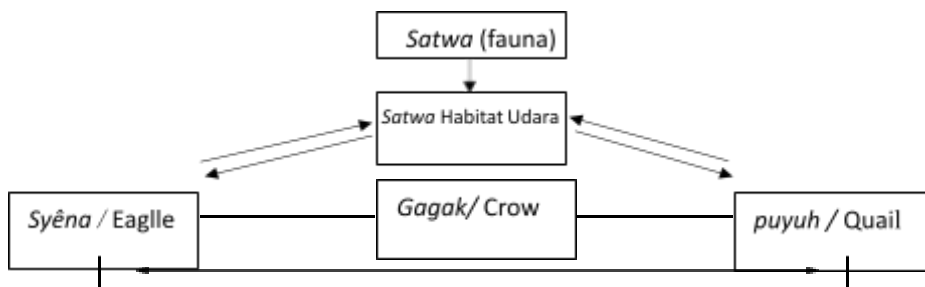 Satwa (fauna)
Satwa Habitat Udara
Syêna / Eaglle
Gagak/ Crow
puyuh / Quail